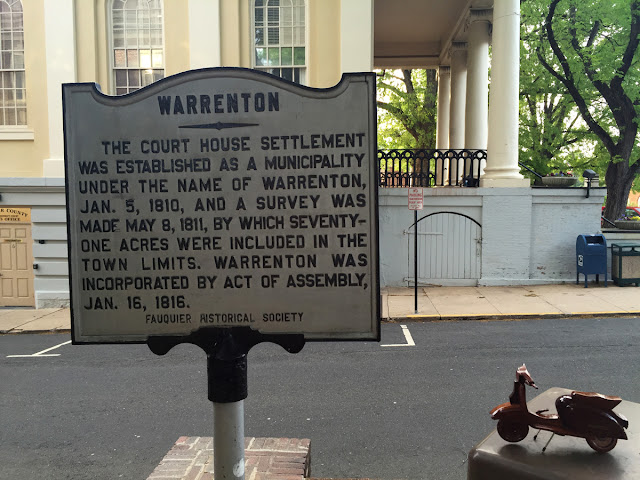 WARRENTON
THE COURT HOUSE SETTLEMENT
WAS ESTABLISHED AS A MUNICIPALITY
UNDER THE NAME OF WARRENTON,
JAN. 5, 1810, AND A SURVEY WAS
MADE MAY 8, 1811, BY WHICH SEVENTY-
ONE ACRES WERE INCLUDED IN THE
TOWN LIMITS. WARRENTON WAS
INCORPORATED BY ACT OF ASSEMBLY,
JAN. 16, 1816.
FAUQUIER HISTORICAL SOCIETY
COUNTY
OFFICE